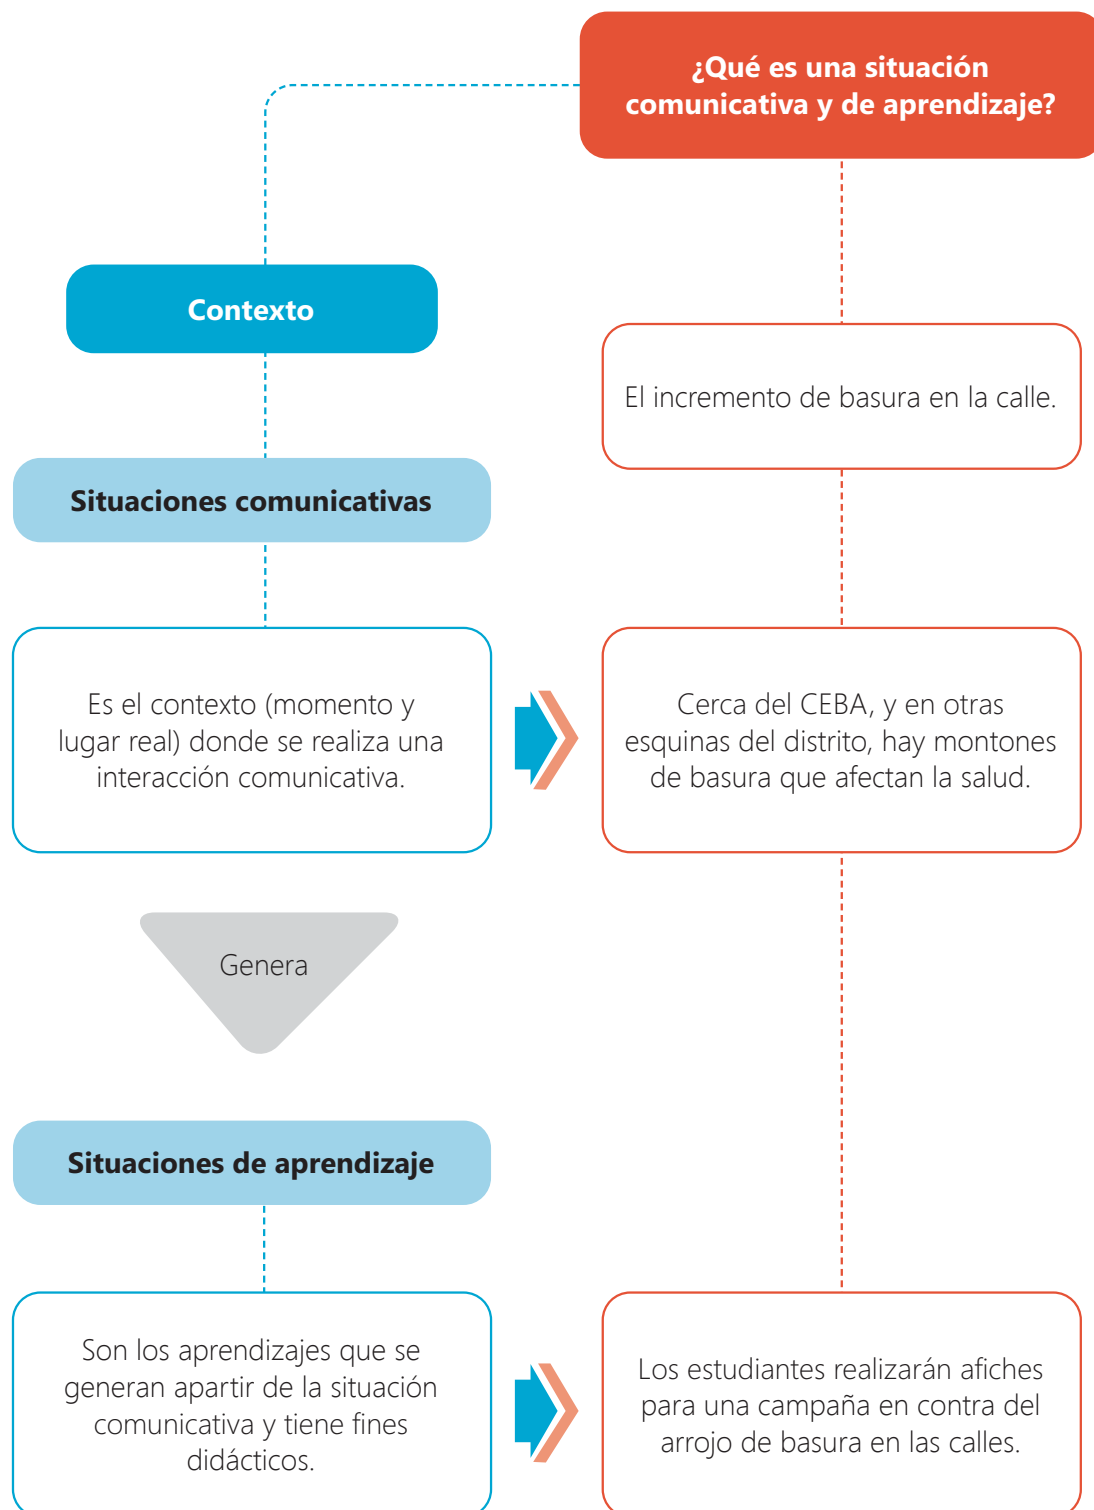 ¿Qué es una situación
comunicativa y de aprendizaje?
Contexto
El incremento de basura en la calle.
Situaciones comunicativas
Es el contexto (momento y
lugar real) donde se realiza una
interacción comunicativa.
Cerca del CEBA, y en otras
esquinas del distrito, hay montones
de basura que afectan la salud.
Genera
Situaciones de aprendizaje
Son los aprendizajes que se
generan apartir de la situación
comunicativa y tiene fines
didácticos.
Los estudiantes realizarán afiches
para una campaña en contra del
arrojo de basura en las calles.